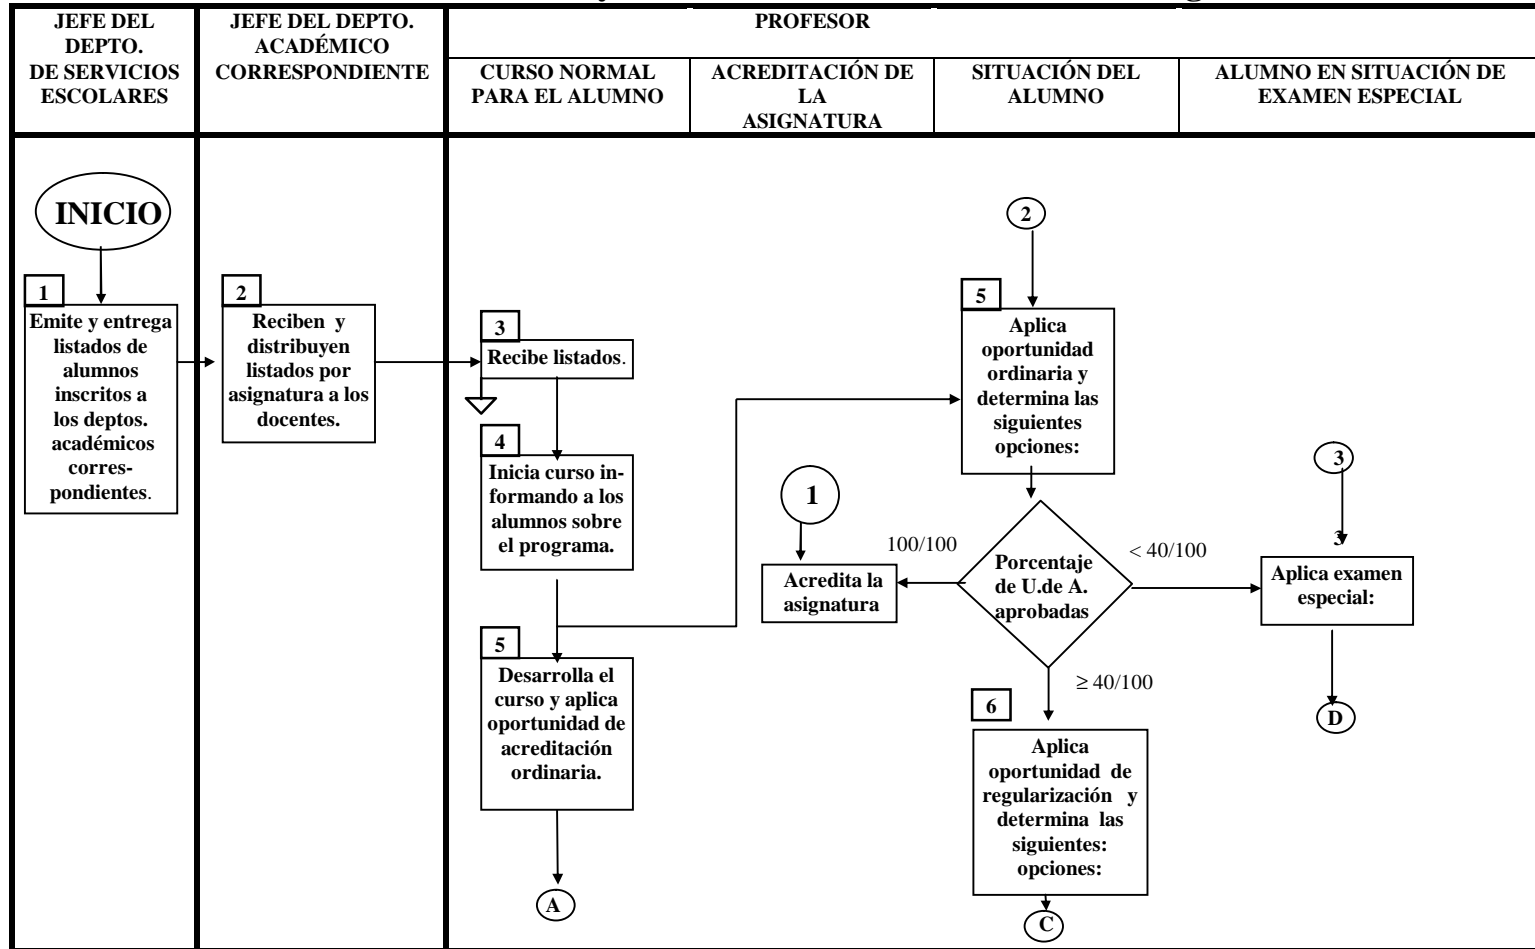 JEFE DEL
DEPTO.
DE SERVICIOS
ESCOLARES
JEFE DEL DEPTO.
ACADÉMICO
CORRESPONDIENTE
PROFESOR
CURSO NORMAL
PARA EL ALUMNO
ACREDITACIÓN DE
LA
ASIGNATURA
SITUACIÓN DEL
ALUMNO
ALUMNO EN SITUACIÓN DE
EXAMEN ESPECIAL
INICIO
1
Emite y entrega
listados de
alumnos
inscritos a
los deptos.
académicos
corres-
pondientes.
2
Reciben y
distribuyen
listados por
asignatura a los
docentes.
3
Recibe listados.
4
Inicia curso in-
formando a los
alumnos sobre
el programa.
5
Desarrolla el
curso y aplica
oportunidad de
acreditación
ordinaria.
A
1
Acredita la
asignatura
2
5
Aplica
oportunidad
ordinaria y
determina las
siguientes
opciones:
100/100
Porcentaje
de U.de A.
aprobadas
< 40/100
≥ 40/100
6
Aplica
oportunidad de
regularización y
determina las
siguientes:
opciones:
C
3
3
Aplica examen
especial:
D